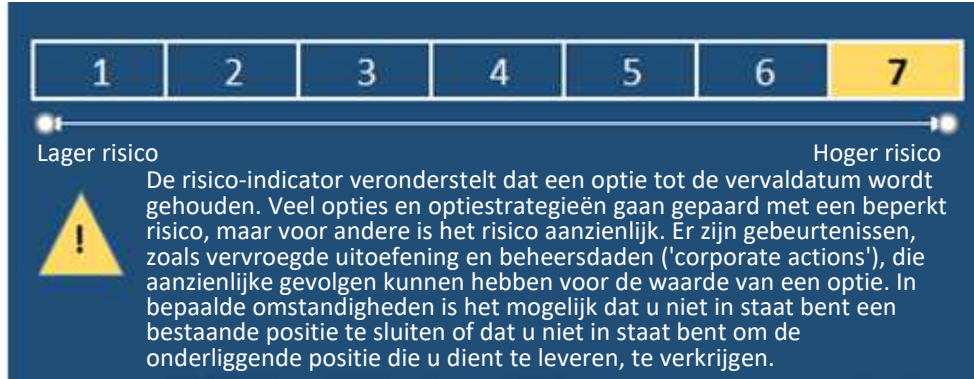 1 2 3 4 5 6 7
Lager risico Hoger risico
De risico-indicator veronderstelt dat een optie tot de vervaldatum wordt
gehouden. Veel opties en optiestrategieën gaan gepaard met een beperkt
risico, maar voor andere is het risico aanzienlijk. Er zijn gebeurtenissen,
zoals vervroegde uitoefening en beheersdaden ('corporate actions'), die
aanzienlijke gevolgen kunnen hebben voor de waarde van een optie. In
bepaalde omstandigheden is het mogelijk dat u niet in staat bent een
bestaande positie te sluiten of dat u niet in staat bent om de
onderliggende positie die u dient te leveren, te verkrijgen.
!